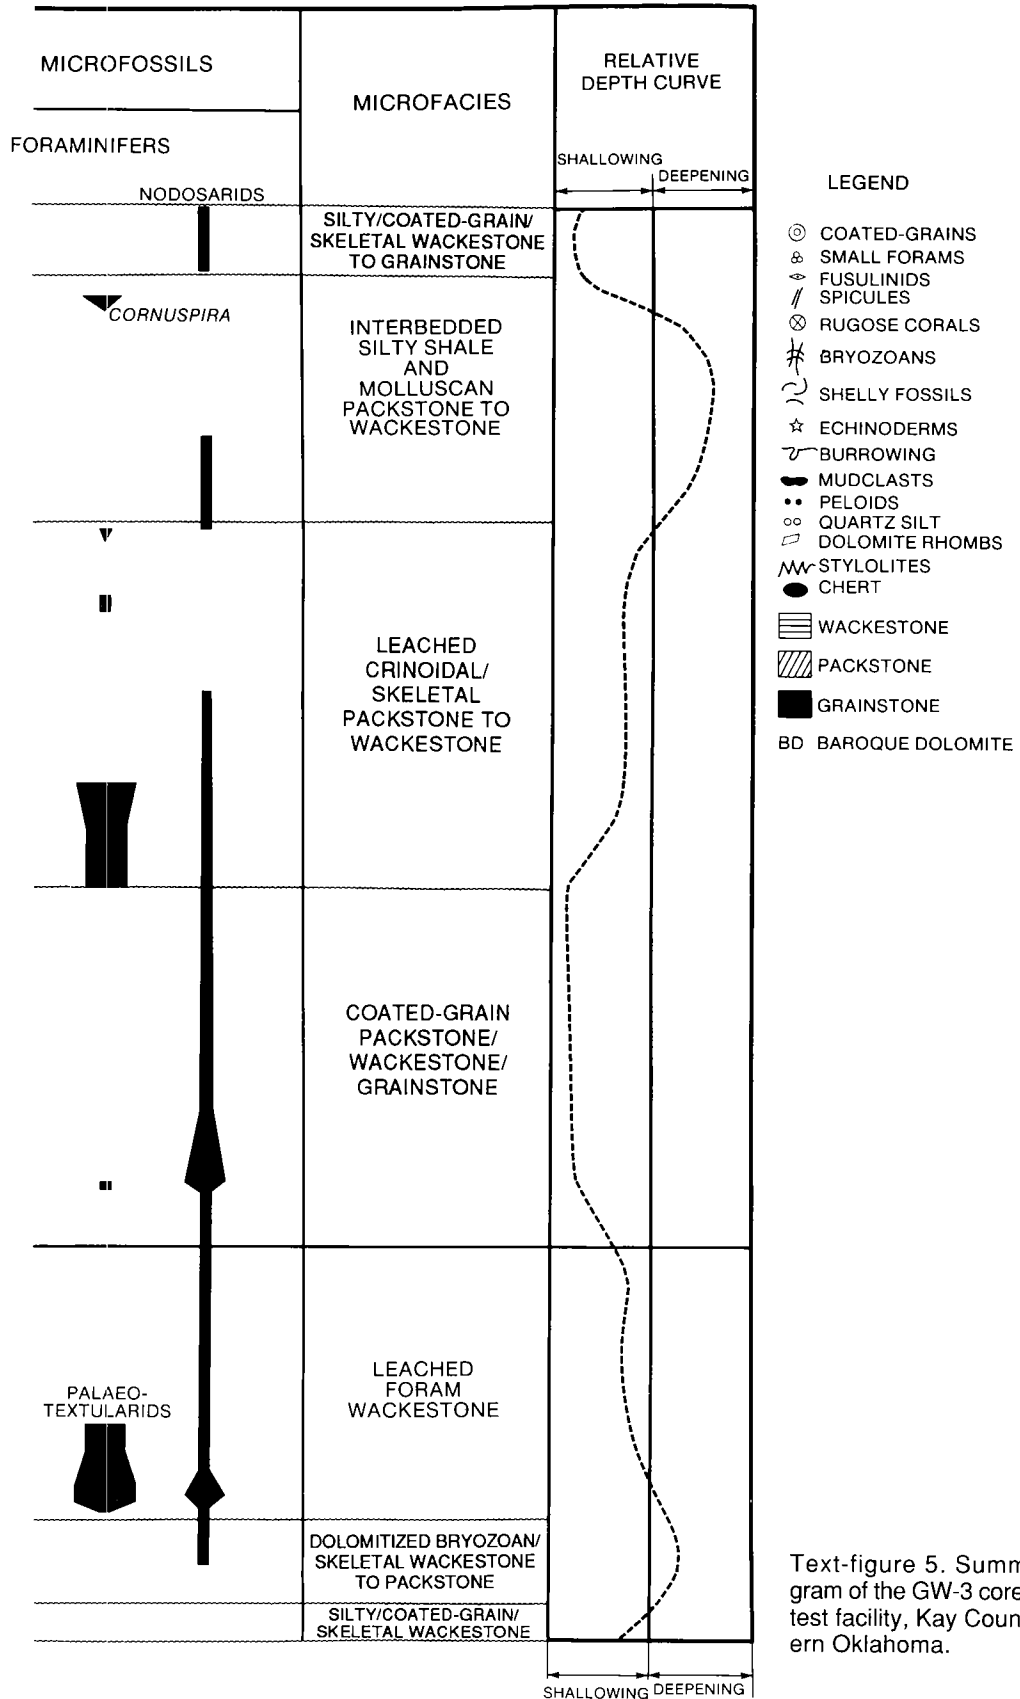 MICROFOSSILS
FORAMINIFERS
NODOSARIDS
CORNUSPIRA
PALAEO-
TEXTULARIDS
MICROFACIES
SILTY/COATED-GRAIN/
SKELETAL WACKESTONE
TO GRAINSTONE
INTERBEDDED
SILTY SHALE
AND
MOLLUSCAN
PACKSTONE TO
WACKESTONE
LEACHED
CRINOIDAL/
SKELETAL
PACKSTONE TO
WACKESTONE
COATED-GRAIN
PACKSTONE/
WACKESTONE/
GRAINSTONE
LEACHED
FORAM
WACKESTONE
DOLOMITIZED BRYOZOAN/
SKELETAL WACKESTONE
TO PACKSTONE
SILTY/COATED-GRAIN/
SKELETAL WACKESTONE
RELATIVE
DEPTH CURVE
SHALLOWING
DEEPENING
SHALLOWING DEEPENING
LEGEND
COATED-GRAINS
SMALL FORAMS
FUSULINIDS
SPICULES
RUGOSE CORALS
BRYOZOANS
SHELLY FOSSILS
ECHINODERMS
BURROWING
MUDCLASTS
PELOIDS
QUARTZ SILT
DOLOMITE RHOMBS
STYLOLITES
CHERT
WACKESTONE
PACKSTONE
GRAINSTONE
BD BAROQUE DOLOMITE
Text-figure 5. Summ
gram of the GW-3 core
test facility, Kay Coun
ern Oklahoma.